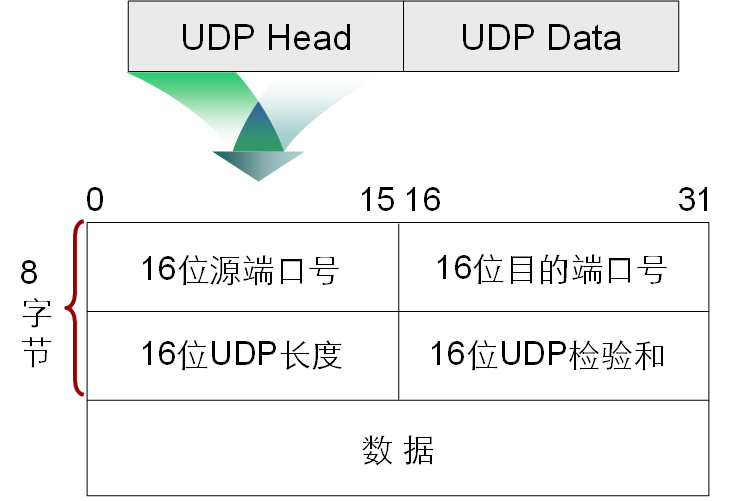 UDP Head UDP Data
0 15 16 31
8字节
16位源端口号 16位目的端口号
16位UDP长度 16位UDP检验和
数 据